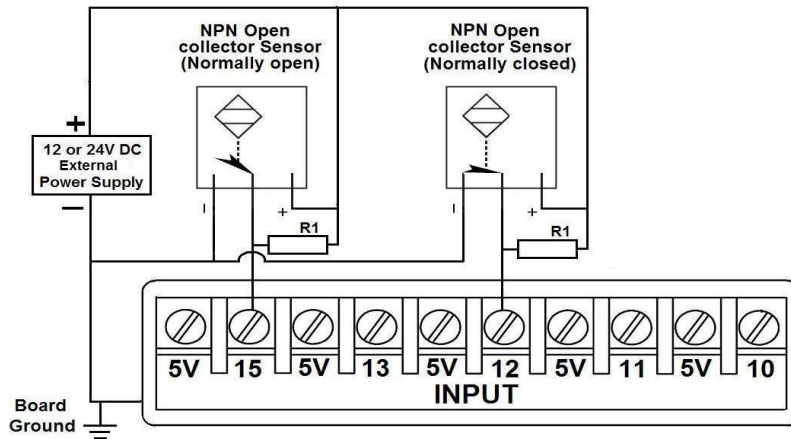 NPN Open
collector Sensor
(Normally open)
NPN Open
collector Sensor
(Normally closed)
+
12 or 24V DC
External
Power Supply
−
−
+
R1
−
+
R1
5V 15 5V 13 5V 12 5V 11 5V 10
INPUT
Board
Ground